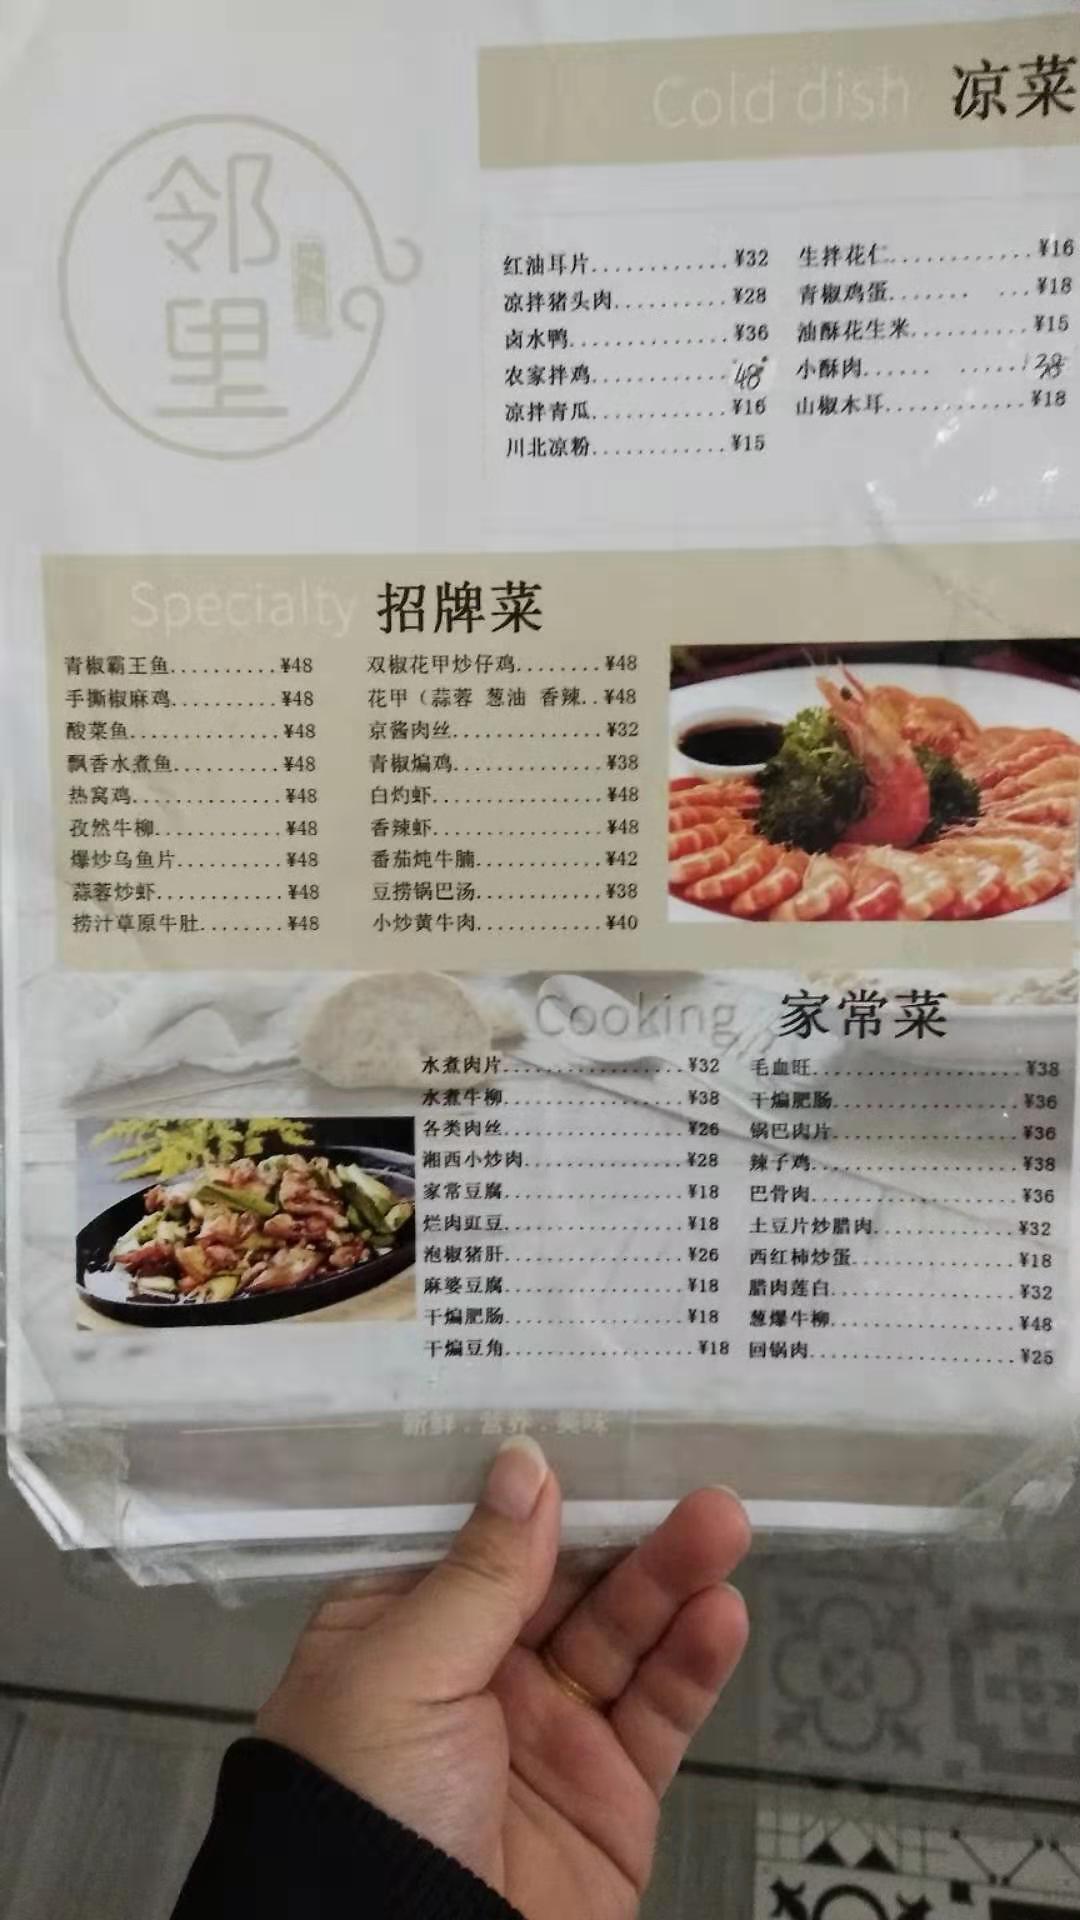 Cold dish 凉菜
邻里
红油耳片............¥32
凉拌猪头肉..........¥28
卤水鸭..............¥36
农家拌鸡............48
凉拌青瓜............¥16
川北凉粉............¥15
生拌花仁............¥16
青椒鸡蛋....... ...¥18
油酥花生米..........¥15
小酥肉...... ......
山椒木耳............¥18
Specialty 招牌菜
青椒霸王鱼..........¥48
手撕椒麻鸡..........¥48
酸菜鱼..............¥48
飘香水煮鱼..........¥48
热窝鸡..............¥48
孜然牛柳............¥48
爆炒乌鱼片..........¥48
蒜蓉炒虾............¥48
捞汁草原牛肚........¥48
双椒花甲炒仔鸡........¥48
花甲（蒜蓉 葱油 香辣..¥48
京酱肉丝..............¥32
青椒煸鸡..............¥38
白灼虾................¥48
香辣虾................¥48
番茄炖牛腩............¥42
豆捞锅巴汤............¥38
小炒黄牛肉............¥40
Cooking 家常菜
水煮肉片..................¥32
水煮牛柳..................¥38
各类肉丝..................¥26
湘西小炒肉................¥28
家常豆腐..................¥18
烂肉豇豆..................¥18
泡椒猪肝..................¥26
麻婆豆腐..................¥18
干煸肥肠..................¥18
干煸豆角..................¥18
毛血旺.....................¥38
干煸肥肠...................¥36
锅巴肉片...................¥36
辣子鸡.....................¥38
巴骨肉.....................¥36
土豆片炒腊肉..............¥32
西红柿炒蛋................¥18
腊肉莲白..................¥32
葱爆牛柳..................¥48
回锅肉.....................¥25
新鲜.营养.美味